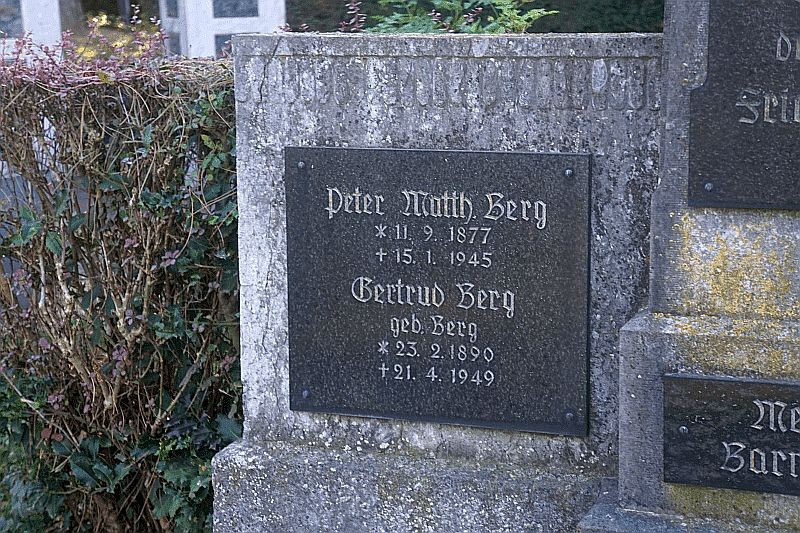 Peter Matth. Berg
* 11. 9. 1877
† 15. 1. 1945
Gertrud Berg
geb. Berg
* 23. 2. 1890
† 21. 4. 1949